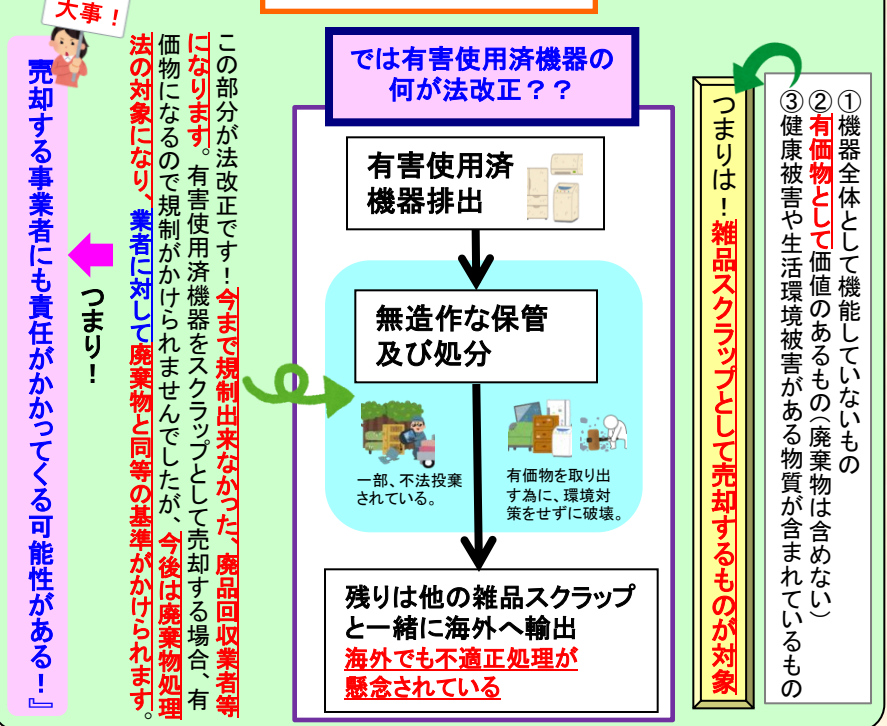 ①機器全体として機能していないもの
②有価物として価値のあるもの（廃棄物は含めない）
③健康被害や生活環境被害がある物質が含まれているもの
つまりは！雑品スクラップとして売却するものが対象
では有害使用済機器の
何が法改正？？
有害使用済
機器排出
無造作な保管
及び処分
一部、不法投棄
されている。
有価物を取り出
す為に、環境対
策をせずに破壊。
残りは他の雑品スクラップ
と一緒に海外へ輸出
海外でも不適正処理が
懸念されている
この部分が法改正です！今まで規制出来なかった、廃品回収業者等
になります。有害使用済機器をスクラップとして売却する場合、有
価物になるので規制がかけられませんでしたが、今後は廃棄物処理
法の対象になり、業者に対して廃棄物と同等の基準がかけられます。
つまり！
大事！
売却する事業者にも責任がかかってくる可能性がある！』